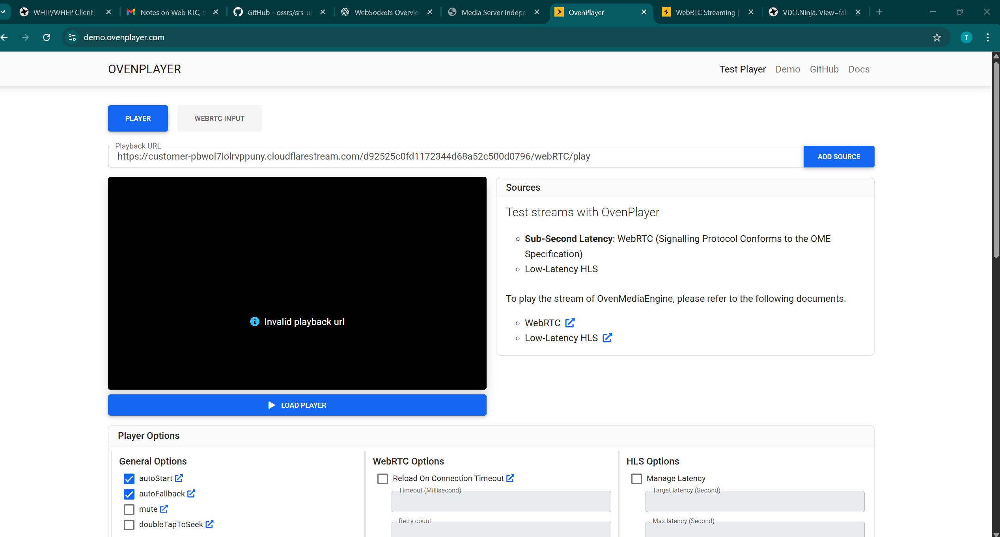 WHIP/WHEP Client -
Notes on Web RTC, W
GitHub - ossrs/srs-ur
WebSockets Overview
Media Server indepe
OvenPlayer
WebRTC Streaming |
VDO.Ninja, View=fals
demo.ovenplayer.com
T
OVENPLAYER
Test Player
Demo
GitHub
Docs
PLAYER
WEBRTC INPUT
Playback URL
https://customer-pbwol7iolrvppuny.cloudflarestream.com/d92525c0fd1172344d68a52c500d0796/webRTC/play
ADD SOURCE
Invalid playback url
LOAD PLAYER
Sources
Test streams with OvenPlayer
Sub-Second Latency: WebRTC (Signalling Protocol Conforms to the OME
Specification)
Low-Latency HLS
To play the stream of OvenMediaEngine, please refer to the following documents.
WebRTC
Low-Latency HLS
Player Options
General Options
autoStart
autoFallback
mute
doubleTapToSeek
WebRTC Options
Reload On Connection Timeout
Timeout (Millisecond)
Retry count
HLS Options
Manage Latency
Target latency (Second)
Max latency (Second)